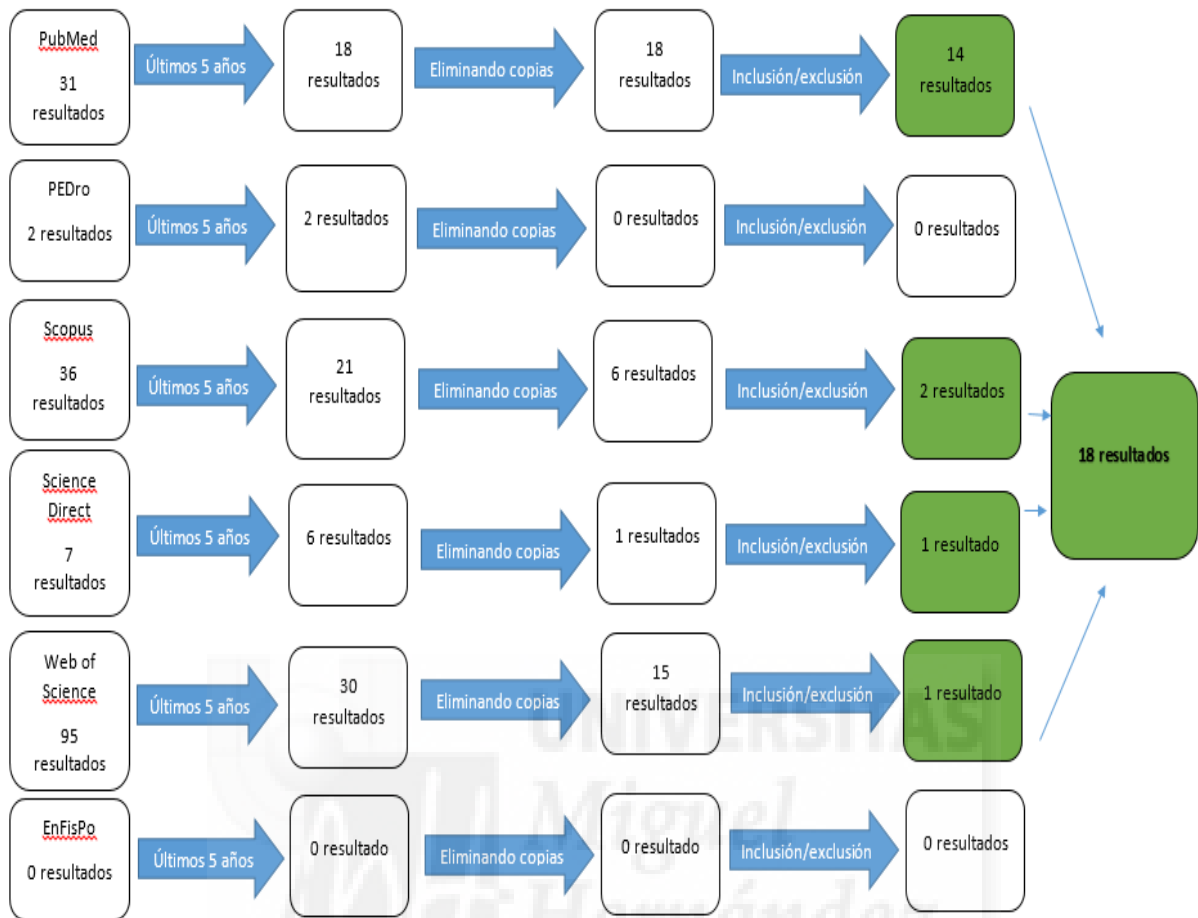 PubMed
31
resultados
Últimos 5 años
18
resultados
Eliminando copias
18
resultados
Inclusión/exclusión
14
resultados
PEDro
2 resultados
Últimos 5 años
2 resultados
Eliminando copias
0 resultados
Inclusión/exclusión
0 resultados
Scopus
36
resultados
Últimos 5 años
21
resultados
Eliminando copias
6 resultados
Inclusión/exclusión
2 resultados
18 resultados
Science
Direct
7
resultados
Últimos 5 años
6 resultados
Eliminando copias
1 resultados
Inclusión/exclusión
1 resultado
Web of
Science
95
resultados
Últimos 5 años
30
resultados
Eliminando copias
15
resultados
Inclusión/exclusión
1 resultado
EnFisPo
0 resultados
Últimos 5 años
0 resultado
Eliminando copias
0 resultado
Inclusión/exclusión
0 resultados
UNIVERSITAS
Miguel
Hernández